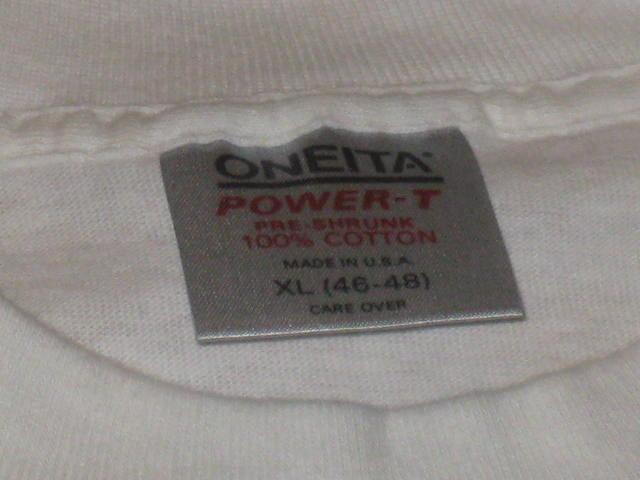 ONEITA
POWER-T
PRE-SHRUNK
100% COTTON
MADE IN U.S.A.
XL (46-48)
CARE OVER